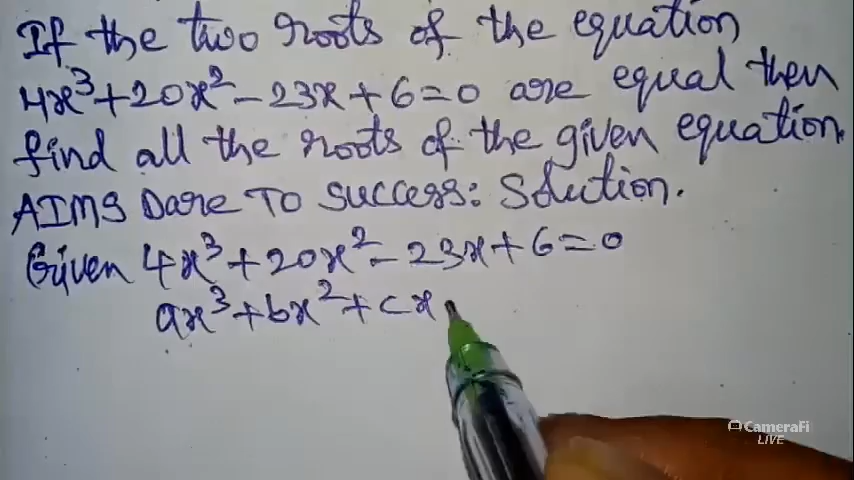 If the two roots of the equation
4x³+20x²-23x+6=0 are equal then
find all the roots of the given equation.
AIMS Dare To success: Solution.
Given 4x³+20x²-23x+6=0
ax³+bx²+cx
CameraFi
LIVE